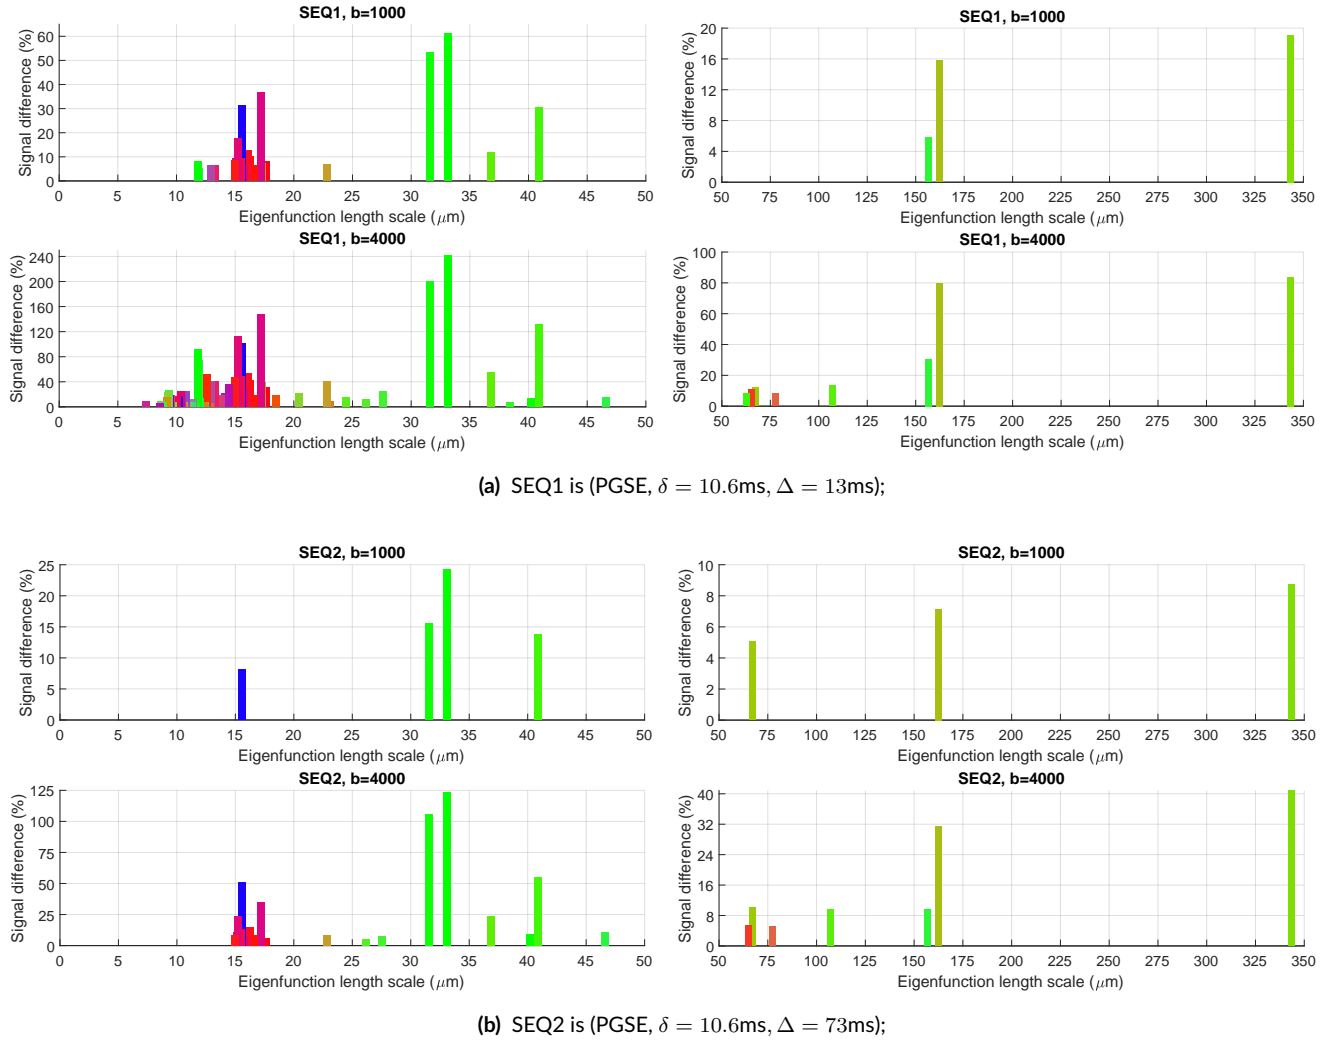 SEQ1, b=1000
Signal difference (%)
60
50
40
30
20
10
0
0 5 10 15 20 25 30 35 40 45 50
Eigenfunction length scale (μm)
SEQ1, b=1000
Signal difference (%)
20
16
12
8
4
0
50 75 100 125 150 175 200 225 250 275 300 325 350
Eigenfunction length scale (μm)
SEQ1, b=4000
Signal difference (%)
240
200
160
120
80
40
0
0 5 10 15 20 25 30 35 40 45 50
Eigenfunction length scale (μm)
SEQ1, b=4000
Signal difference (%)
100
80
60
40
20
0
50 75 100 125 150 175 200 225 250 275 300 325 350
Eigenfunction length scale (μm)
(a) SEQ1 is (PGSE, δ = 10.6ms, Δ = 13ms);
SEQ2, b=1000
Signal difference (%)
25
20
15
10
5
0
0 5 10 15 20 25 30 35 40 45 50
Eigenfunction length scale (μm)
SEQ2, b=1000
Signal difference (%)
10
8
6
4
2
0
50 75 100 125 150 175 200 225 250 275 300 325 350
Eigenfunction length scale (μm)
SEQ2, b=4000
Signal difference (%)
125
100
75
50
25
0
0 5 10 15 20 25 30 35 40 45 50
Eigenfunction length scale (μm)
SEQ2, b=4000
Signal difference (%)
40
32
24
16
8
0
50 75 100 125 150 175 200 225 250 275 300 325 350
Eigenfunction length scale (μm)
(b) SEQ2 is (PGSE, δ = 10.6ms, Δ = 73ms);